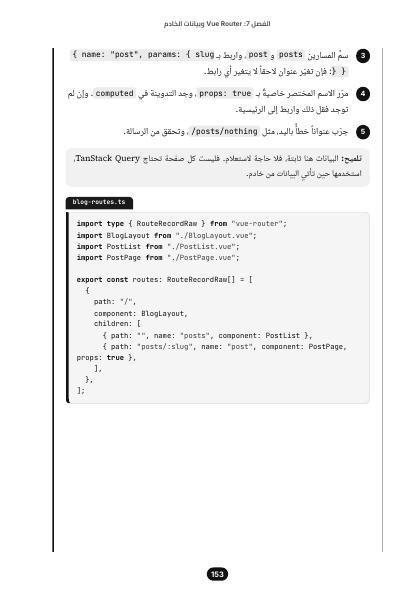 الفصل 7: Vue Router وبيانات الخادم
3 سمِّ المسارين posts و post، واربط بـ { name: "post", params: { slug
} }؛ فإن تغيّر عنوان لاحقاً لا يتغير أي رابط.
4 مرّر الاسم المختصر خاصيةً بـ props: true، وجد التدوينة في computed. وإن لم
توجد فقل ذلك واربط إلى الرئيسية.
5 جرّب عنواناً خطأً باليد، مثل /posts/nothing، وتحقق من الرسالة.
تلميح: البيانات هنا ثابتة، فلا حاجة لاستعلام. فليست كل صفحة تحتاج TanStack Query،
استخدمها حين تأتي البيانات من خادم.
blog-routes.ts
import type { RouteRecordRaw } from "vue-router";
import BlogLayout from "./BlogLayout.vue";
import PostList from "./PostList.vue";
import PostPage from "./PostPage.vue";
export const routes: RouteRecordRaw[] = [
  {
    path: "/",
    component: BlogLayout,
    children: [
      { path: "", name: "posts", component: PostList },
      { path: "posts/:slug", name: "post", component: PostPage,
props: true },
    ],
  },
];
153